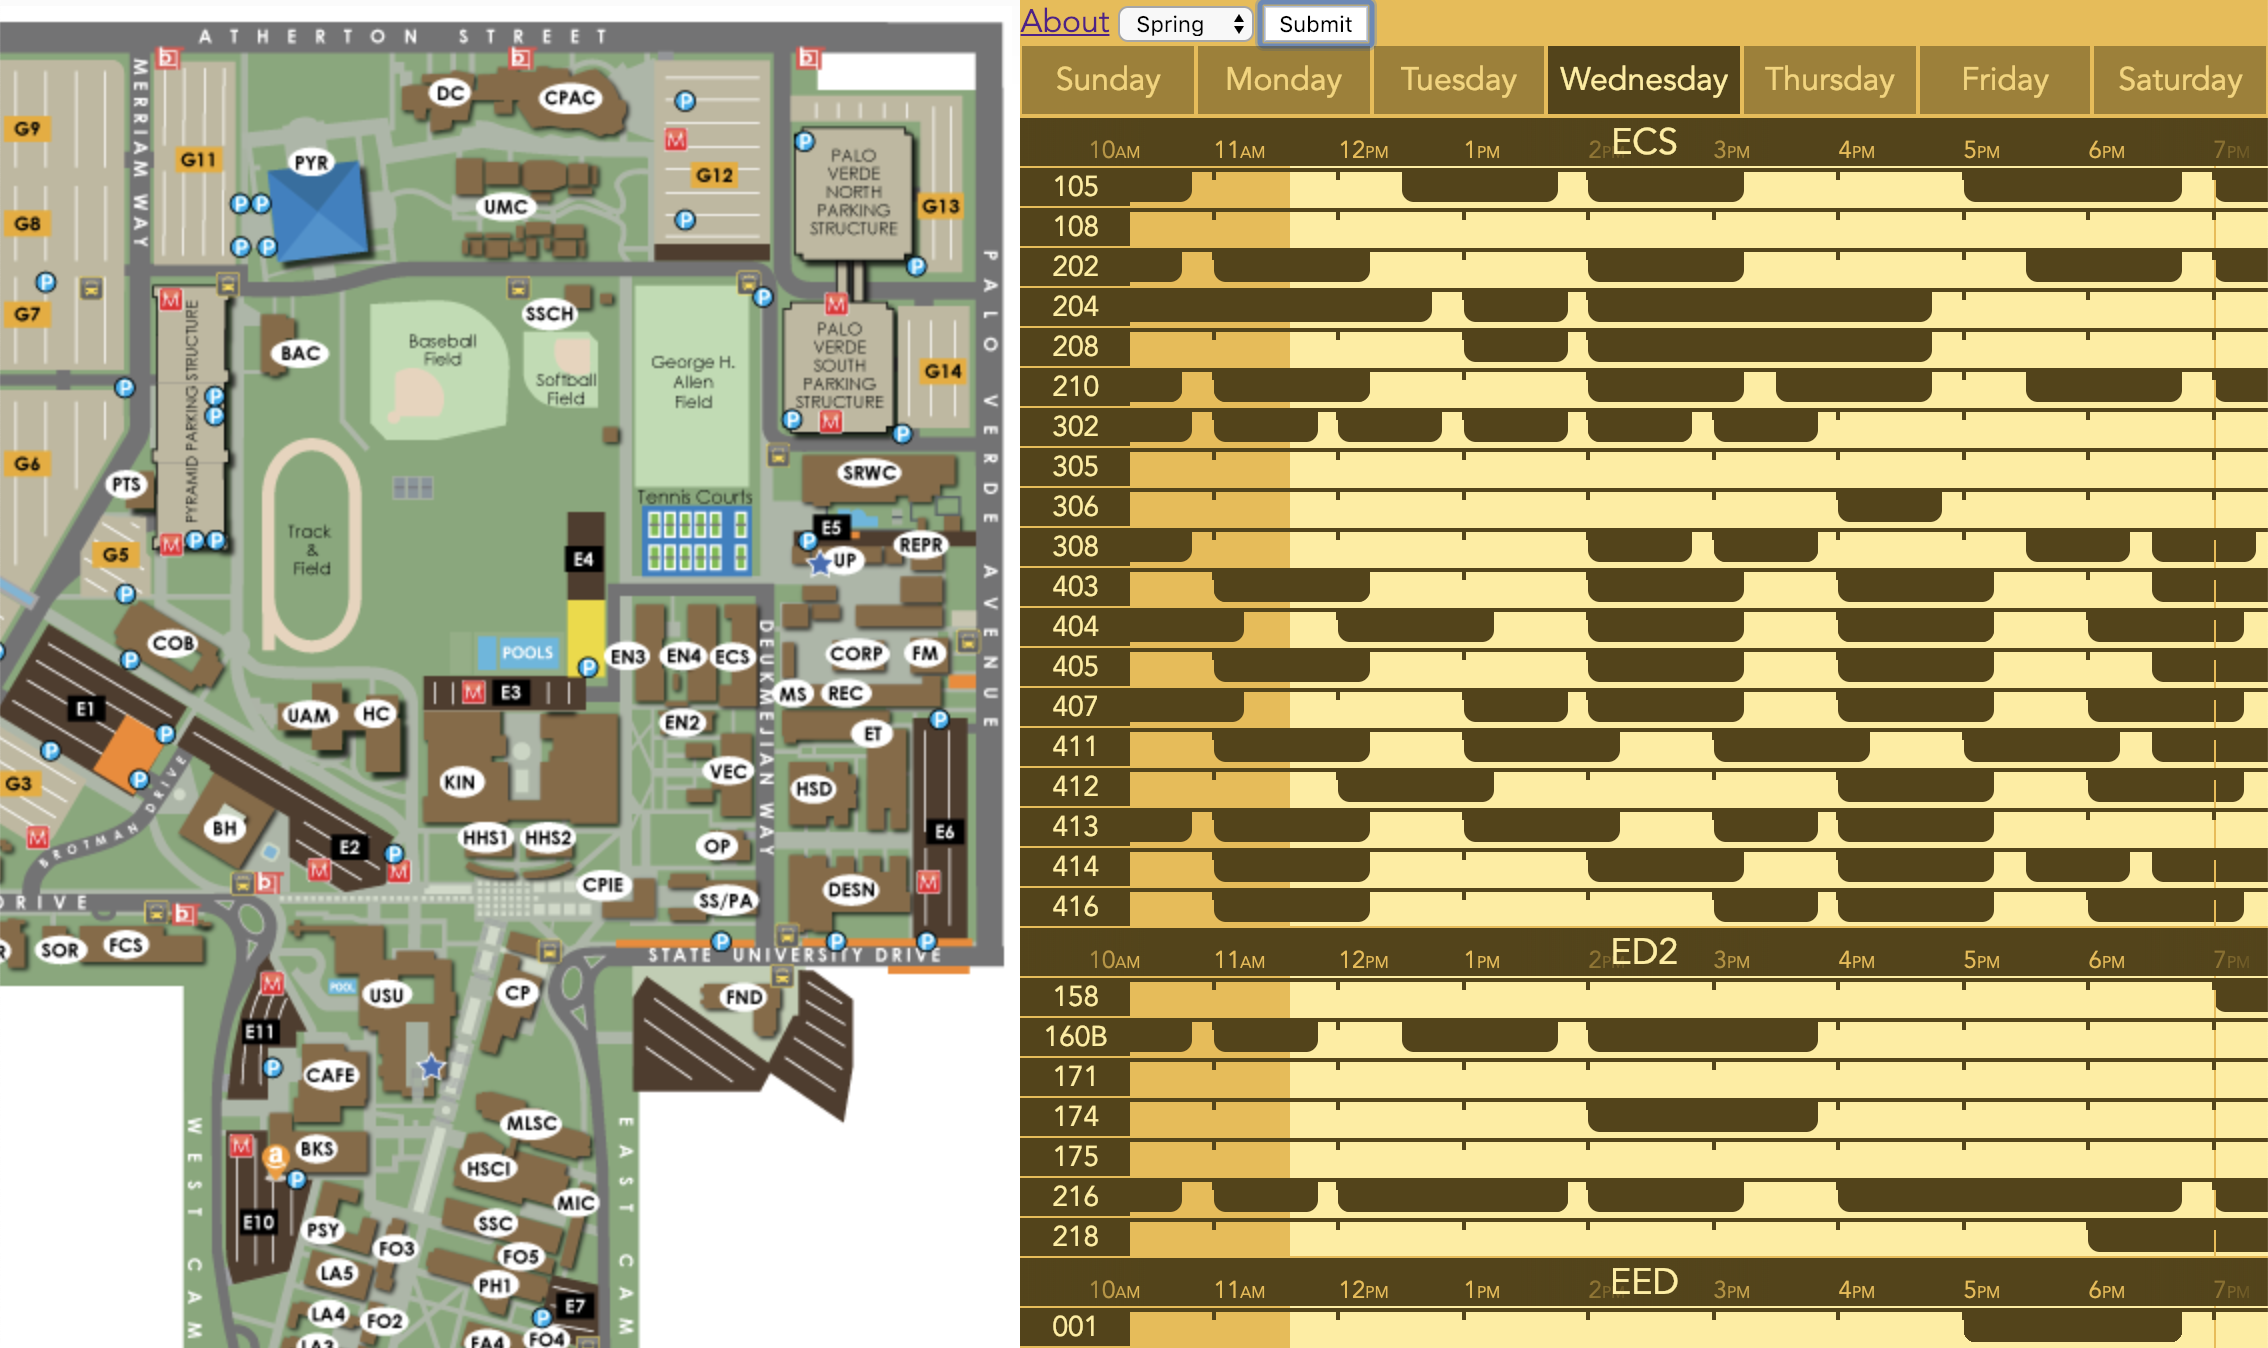 ATHERTON STREET
MERRIAM WAY
PALO VERDE AVENUE
DC
CPAC
G9
G11
PYR
G12
PALO
VERDE
NORTH
PARKING
STRUCTURE
G13
UMC
G8
G7
PYRAMID PARKING STRUCTURE
BAC
SSCH
Baseball
Field
Softball
Field
George H.
Allen
Field
PALO
VERDE
SOUTH
PARKING
STRUCTURE
G14
G6
PTS
SRWC
Tennis Courts
Track
&
Field
G5
E4
E5
UP
REPR
COB
POOLS
EN3
EN4
ECS
DEUKMEJIAN WAY
CORP
FM
E3
MS
REC
E1
UAM
HC
EN2
ET
G3
KIN
VEC
HSD
BROTMAN DRIVE
BH
E2
HHS1
HHS2
OP
E6
CPIE
SS/PA
DESN
DRIVE
SOR
FCS
STATE UNIVERSITY DRIVE
POOL
USU
CP
FND
E11
CAFE
WEST CAM
EAST CAM
MLSC
BKS
HSCI
MIC
E10
PSY
SSC
FO3
FO5
LA5
PH1
LA4
FO2
E7
LA3
FA4
FO4
About
Spring
Submit
Sunday Monday Tuesday Wednesday Thursday Friday Saturday
ECS
10AM 11AM 12PM 1PM 2PM 3PM 4PM 5PM 6PM 7PM
105
108
202
204
208
210
302
305
306
308
403
404
405
407
411
412
413
414
416
ED2
10AM 11AM 12PM 1PM 2PM 3PM 4PM 5PM 6PM 7PM
158
160B
171
174
175
216
218
EED
10AM 11AM 12PM 1PM 2PM 3PM 4PM 5PM 6PM 7PM
001